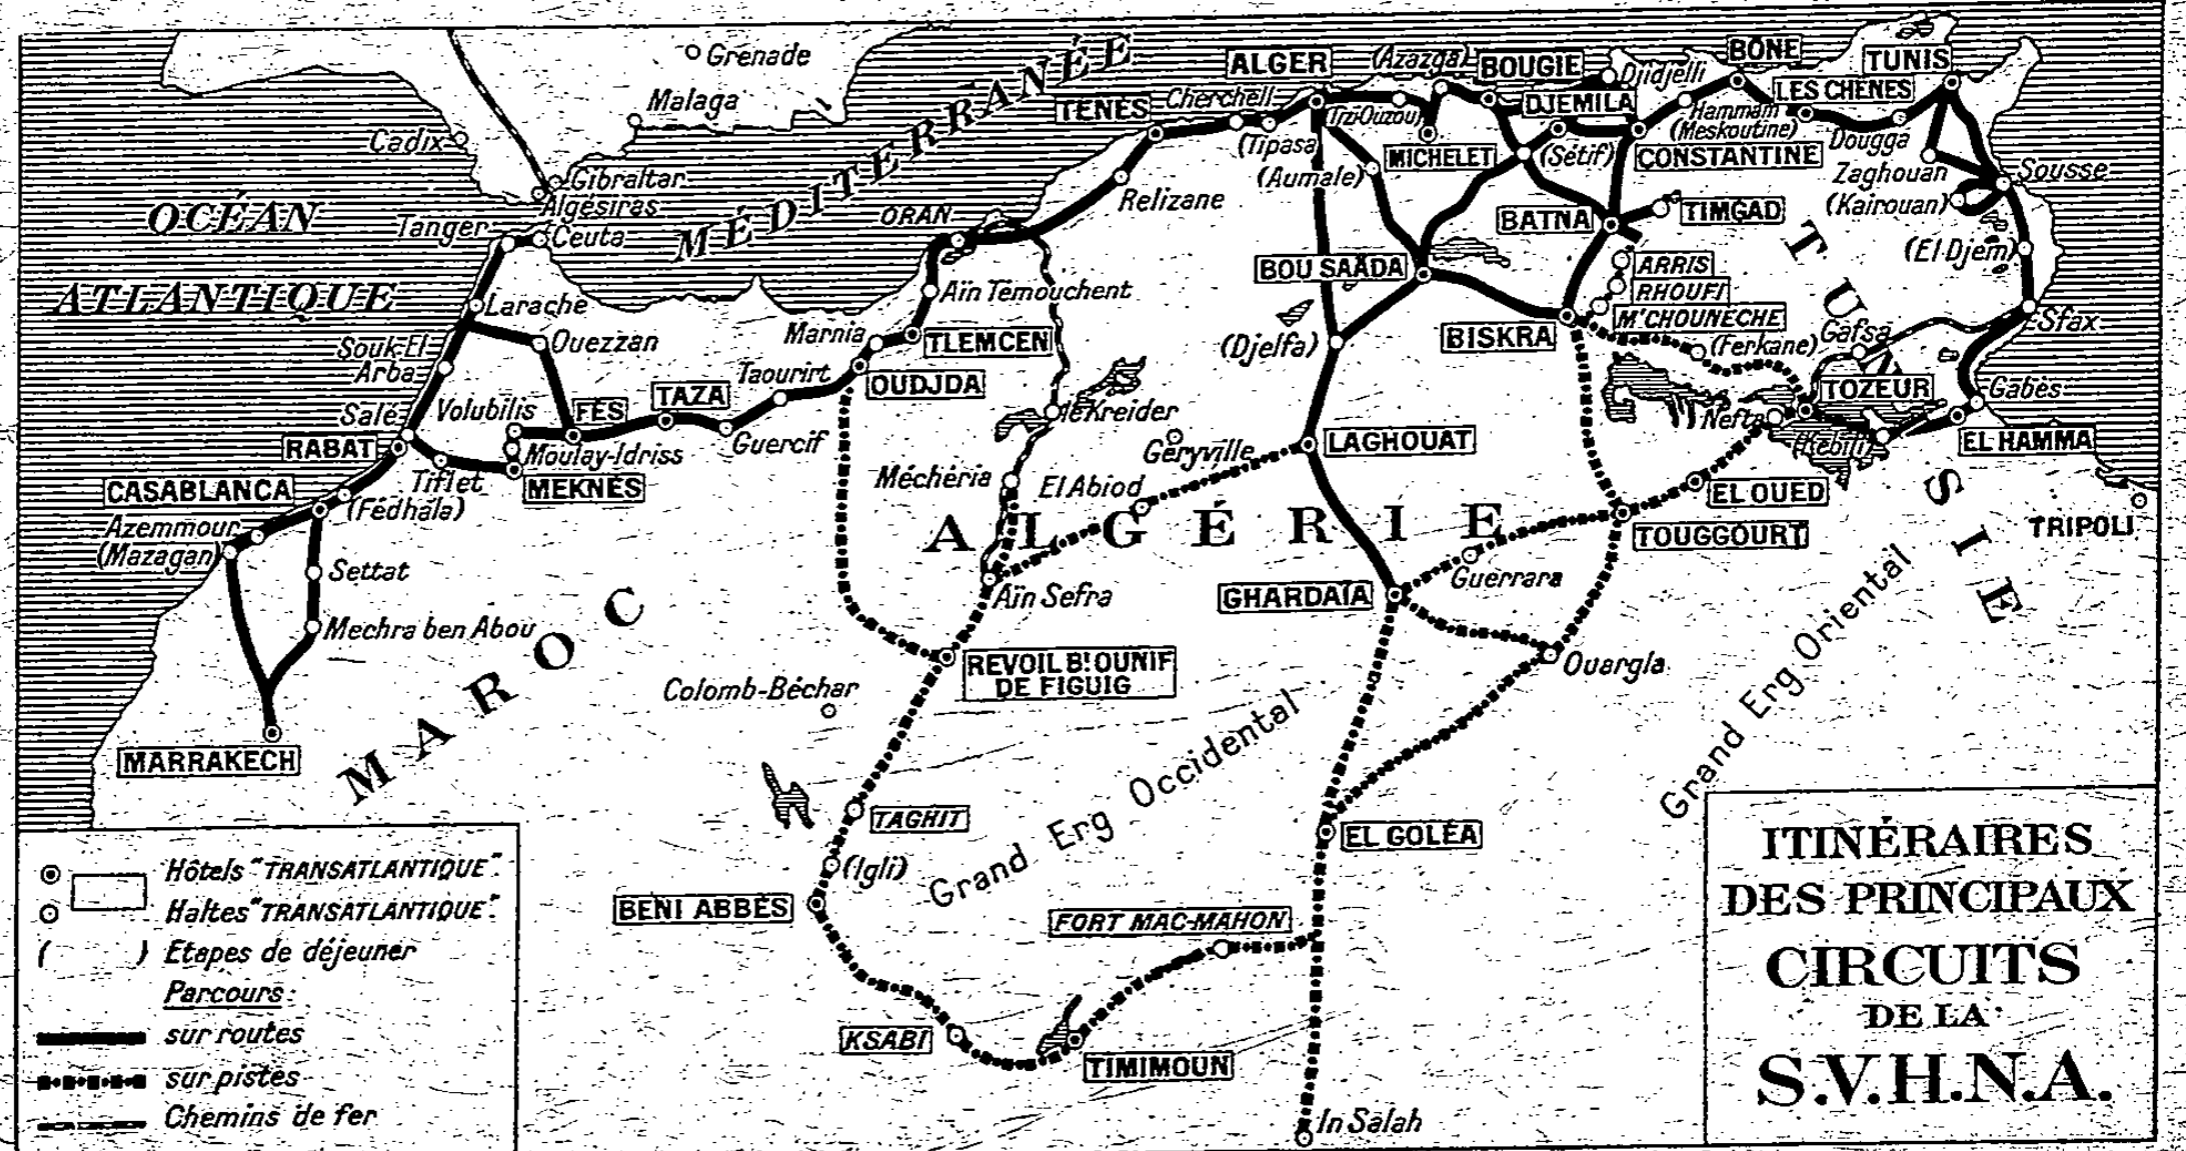 Grenade
Malaga
Cadix
Gibraltar
Algésiras
Ceuta
Tanger
OCÉAN
ATLANTIQUE
MÉDITERRANÉE
ALGER
(Azazga)
BOUGIE
Djidjelli
BÔNE
TUNIS
TÉNÈS
Cherchell
(Tizi-Ouzou)
DJEMILA
LES CHÊNES
Hammam
(Meskoutine)
Dougga
(Tipasa)
(Aumale)
MICHELET
(Sétif)
CONSTANTINE
Zaghouan
Sousse
(Kairouan)
Relizane
ORAN
BATNA
TIMGAD
(El Djem)
BOU SAÂDA
ARRIS
RHOUFI
M'CHOUNÈCHE
Larache
Aïn Témouchent
Marnia
TLEMCEN
(Djelfa)
BISKRA
(Ferkane)
Gafsa
Sfax
Souk-El
Arba
Ouezzan
Taourirt
OUDJDA
TAZA
FÈS
Volubilis
Salé
TOZEUR
Gabès
le Kreider
Nefta
(Kebili)
EL HAMMA
RABAT
Moulay-Idriss
Guercif
Géryville
LAGHOUAT
Tiflet
MEKNÈS
Méchéria
El Abiod
EL OUED
CASABLANCA
(Fédhala)
Azemmour
(Mazagan)
ALGÉRIE
TUNISIE
TRIPOLI
TOUGGOURT
Settat
Guerrara
GHARDAÏA
Aïn Sefra
Mechra ben Abou
MAROC
REVOIL Bᵗ OUNIF
DE FIGUIG
Ouargla
Colomb-Béchar
MARRAKECH
Grand Erg Occidental
Grand Erg Oriental
TAGHIT
(Igli)
EL GOLÉA
BENI ABBÈS
FORT MAC-MAHON
KSABI
TIMIMOUN
In Salah
Hôtels "TRANSATLANTIQUE".
Haltes "TRANSATLANTIQUE".
( ) Etapes de déjeuner
Parcours:
sur routes
sur pistes
Chemins de fer
ITINÉRAIRES
DES PRINCIPAUX
CIRCUITS
DE LA
S.V.H.N.A.